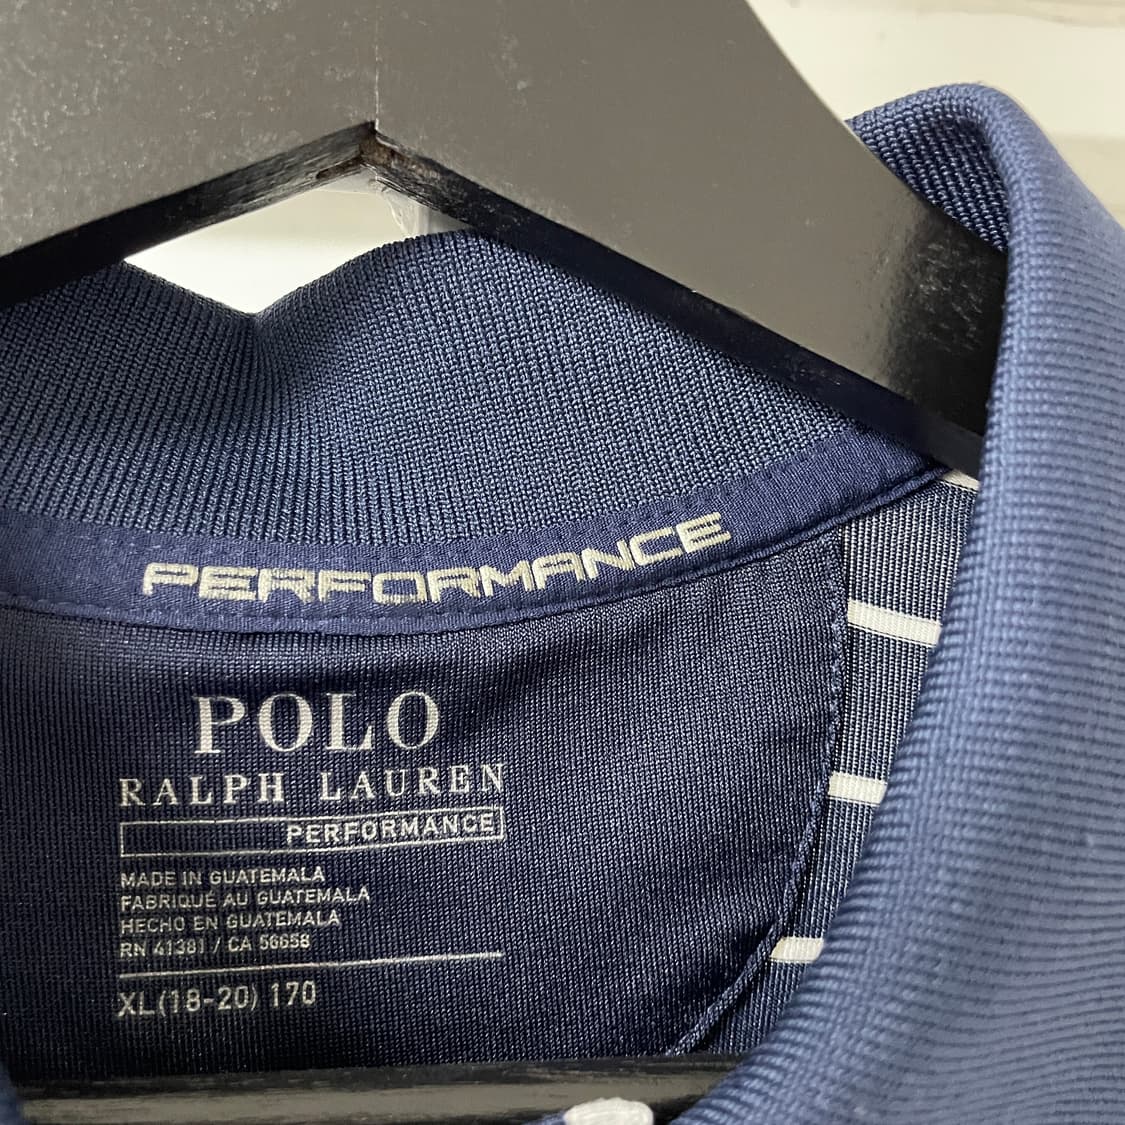 PERFORMANCE
POLO
RALPH LAUREN
PERFORMANCE
MADE IN GUATEMALA
FABRIQUÉ AU GUATEMALA
HECHO EN GUATEMALA
RN 41381 / CA 56658
XL(18-20) 170